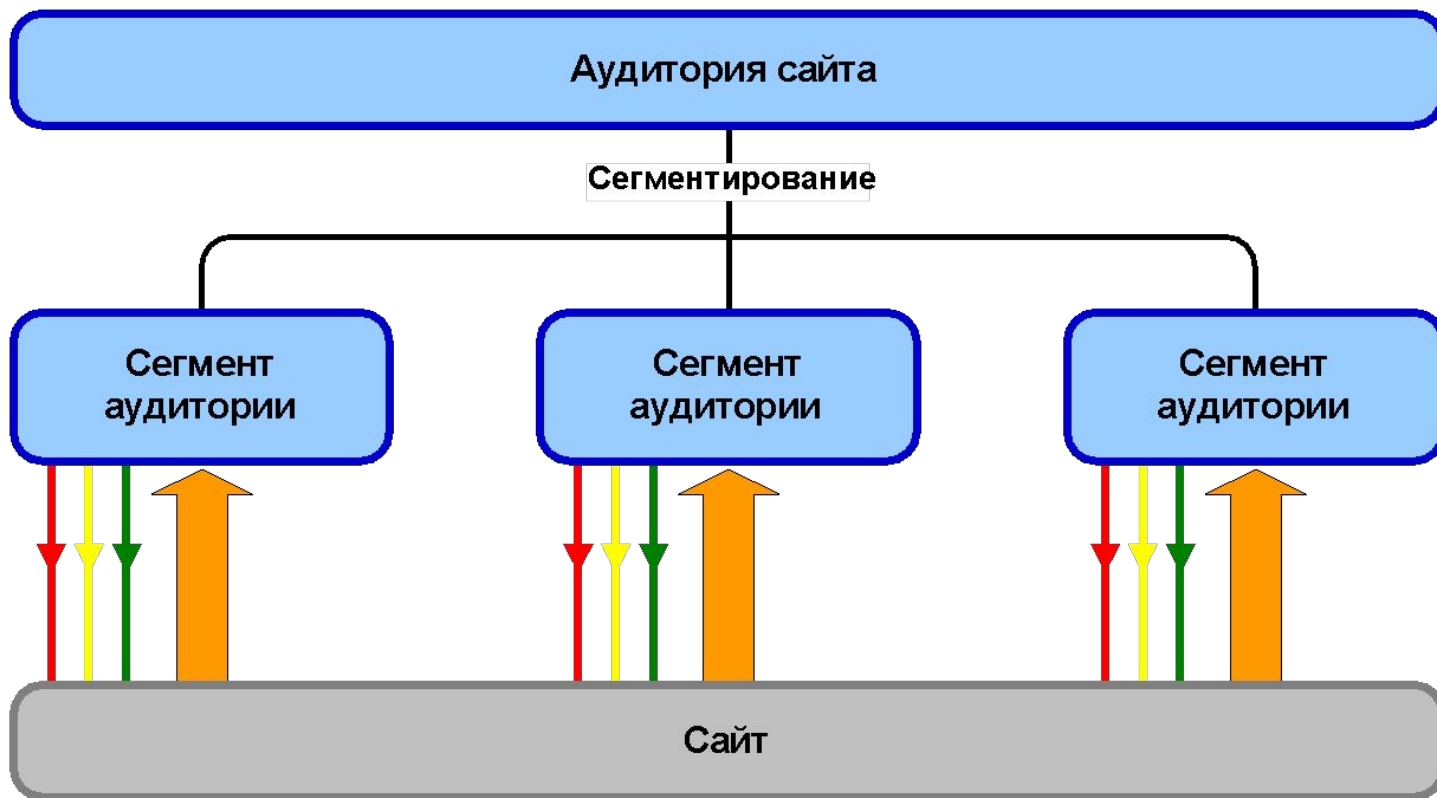 Аудитория сайта
Сегментирование
Сегмент
аудитории
Сегмент
аудитории
Сегмент
аудитории
Сайт